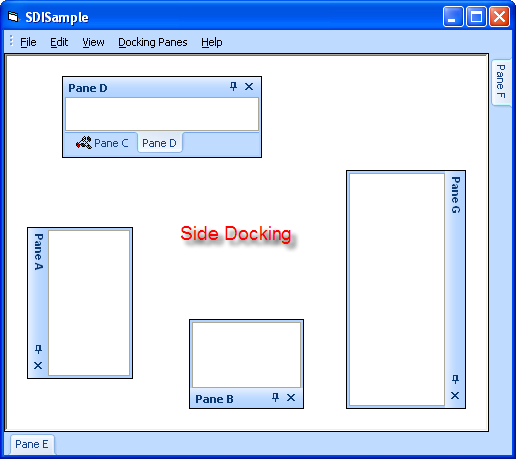 SDISample
File Edit View Docking Panes Help
Pane F
Pane D
Pane C Pane D
Pane G
Side Docking
Pane A
Pane B
Pane E